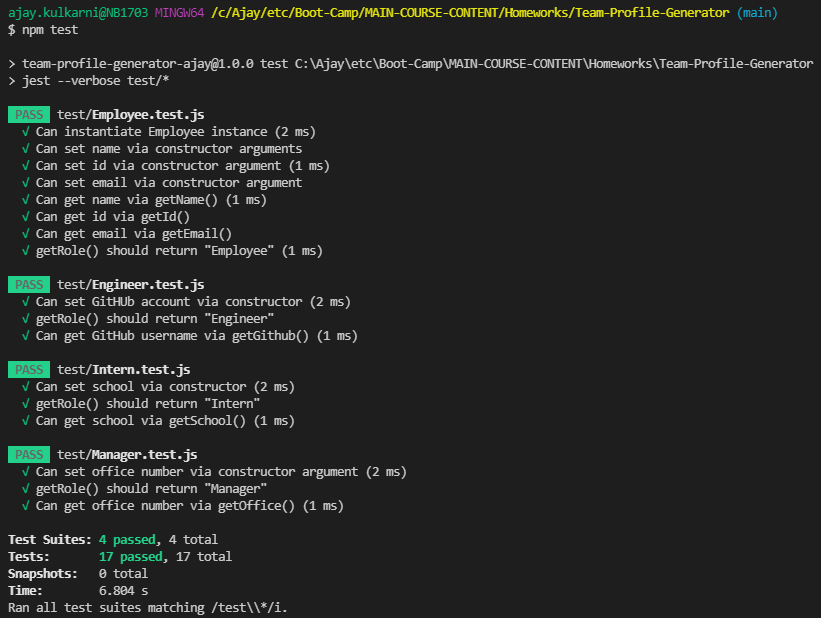 ajay.kulkarni@NB1703 MINGW64 /c/Ajay/etc/Boot-Camp/MAIN-COURSE-CONTENT/Homeworks/Team-Profile-Generator (main)
$ npm test
> team-profile-generator-ajay@1.0.0 test C:\Ajay\etc\Boot-Camp\MAIN-COURSE-CONTENT\Homeworks\Team-Profile-Generator
> jest --verbose test/*
PASS test/Employee.test.js
√ Can instantiate Employee instance (2 ms)
√ Can set name via constructor arguments
√ Can set id via constructor argument (1 ms)
√ Can set email via constructor argument
√ Can get name via getName() (1 ms)
√ Can get id via getId()
√ Can get email via getEmail()
√ getRole() should return "Employee" (1 ms)
PASS test/Engineer.test.js
√ Can set GitHUb account via constructor (2 ms)
√ getRole() should return "Engineer"
√ Can get GitHub username via getGithub() (1 ms)
PASS test/Intern.test.js
√ Can set school via constructor (2 ms)
√ getRole() should return "Intern"
√ Can get school via getSchool() (1 ms)
PASS test/Manager.test.js
√ Can set office number via constructor argument (2 ms)
√ getRole() should return "Manager"
√ Can get office number via getOffice() (1 ms)
Test Suites: 4 passed, 4 total
Tests: 17 passed, 17 total
Snapshots: 0 total
Time: 6.804 s
Ran all test suites matching /test\\*/i.